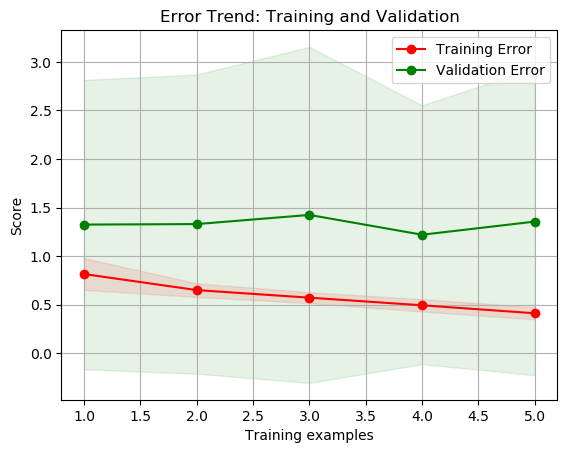 Error Trend: Training and Validation
Training Error
Validation Error
Score
3.0
2.5
2.0
1.5
1.0
0.5
0.0
1.0 1.5 2.0 2.5 3.0 3.5 4.0 4.5 5.0
Training examples